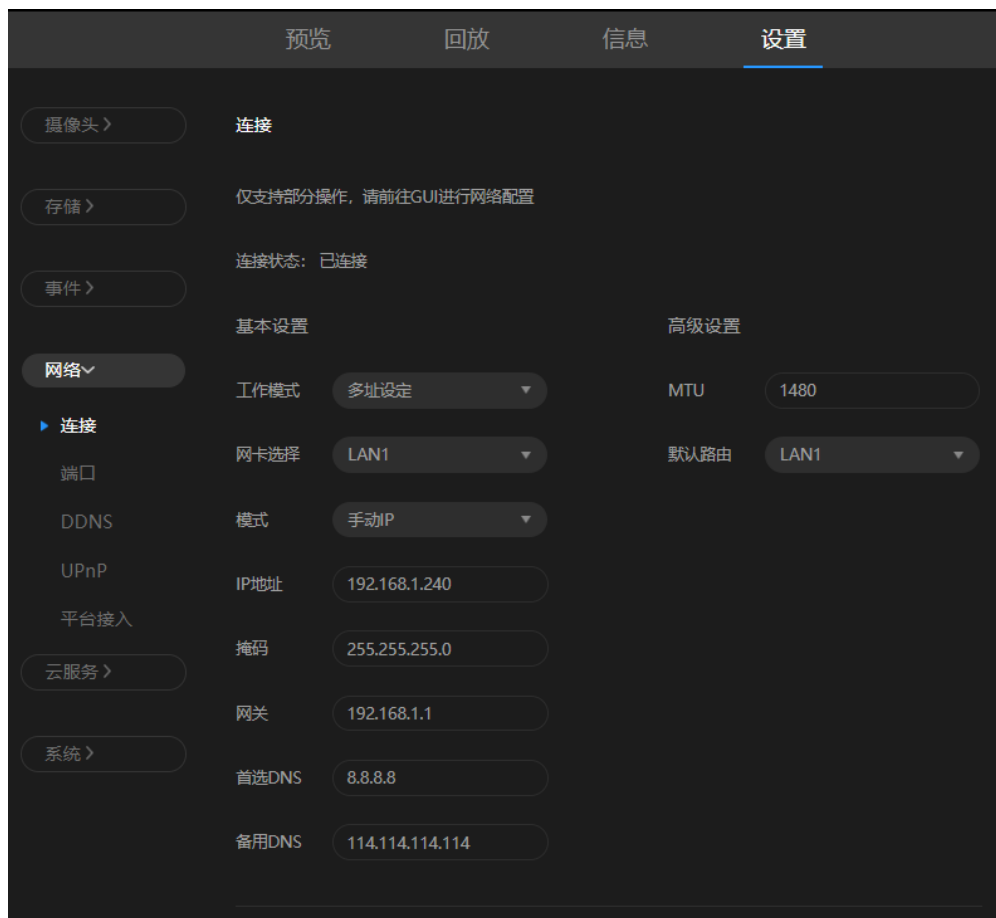 预览 回放 信息 设置
摄像头
连接
仅支持部分操作，请前往GUI进行网络配置
存储
连接状态： 已连接
事件
基本设置 高级设置
网络
工作模式 多址设定 MTU 1480
连接
网卡选择 LAN1 默认路由 LAN1
端口
模式 手动IP
DDNS
UPnP
IP地址 192.168.1.240
平台接入
掩码 255.255.255.0
云服务
网关 192.168.1.1
系统
首选DNS 8.8.8.8
备用DNS 114.114.114.114